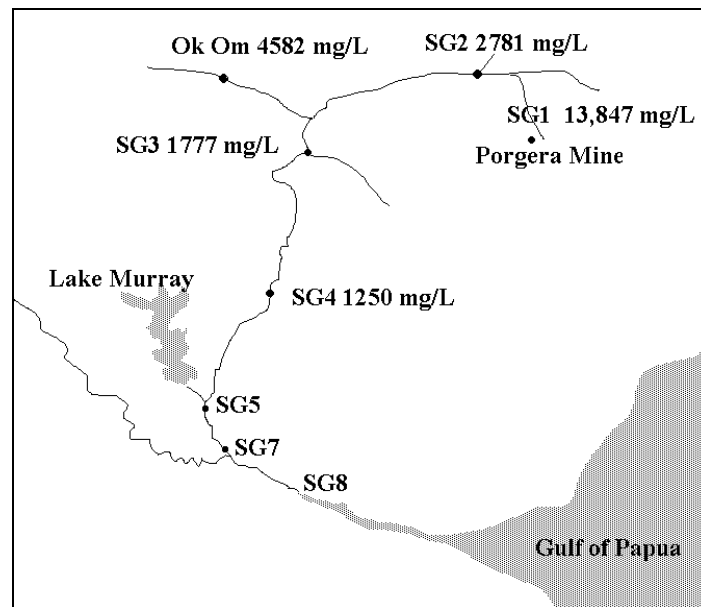 Ok Om 4582 mg/L
SG2 2781 mg/L
SG1 13,847 mg/L
SG3 1777 mg/L
Porgera Mine
Lake Murray
SG4 1250 mg/L
SG5
SG7
SG8
Gulf of Papua